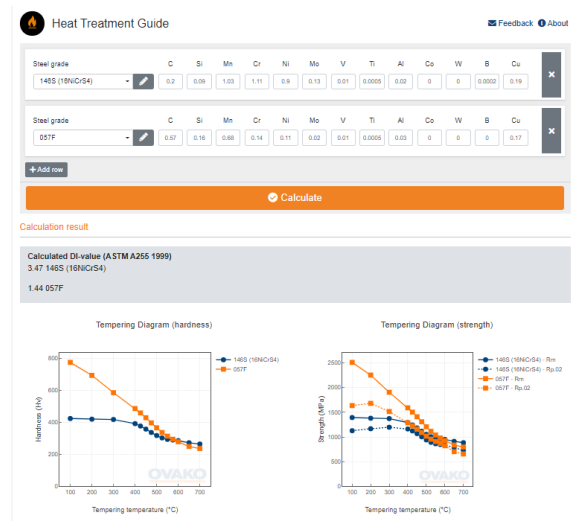 Heat Treatment Guide
Feedback About
Steel grade C Si Mn Cr Ni Mo V Ti Al Co W B Cu
146S (16NiCrS4) 0.2 0.09 1.03 1.11 0.9 0.13 0.01 0.0005 0.02 0 0 0.0002 0.19
Steel grade C Si Mn Cr Ni Mo V Ti Al Co W B Cu
057F 0.57 0.16 0.68 0.14 0.11 0.02 0.01 0.0005 0.03 0 0 0 0.17
+ Add row
Calculate
Calculation result
Calculated DI-value (ASTM A255 1999)
3.47 146S (16NiCrS4)
1.44 057F
Tempering Diagram (hardness)
800
600
400
200
0
Hardness (Hv)
100 200 300 400 500 600 700
Tempering temperature (°C)
146S (16NiCrS4)
057F
OVAKO
Tempering Diagram (strength)
2500
2000
1500
1000
500
0
Strength (MPa)
100 200 300 400 500 600 700
Tempering temperature (°C)
146S (16NiCrS4) - Rm
146S (16NiCrS4) - Rp.02
057F - Rm
057F - Rp.02
OVAKO